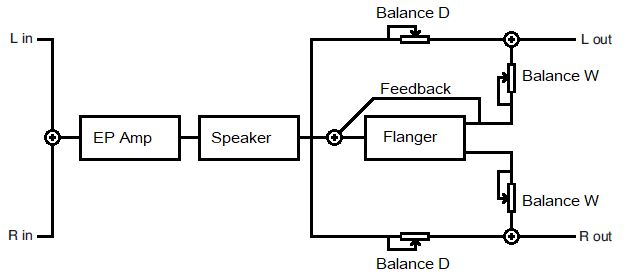 Balance D
L in
L out
Balance W
Feedback
EP Amp
Speaker
Flanger
Balance W
R in
R out
Balance D